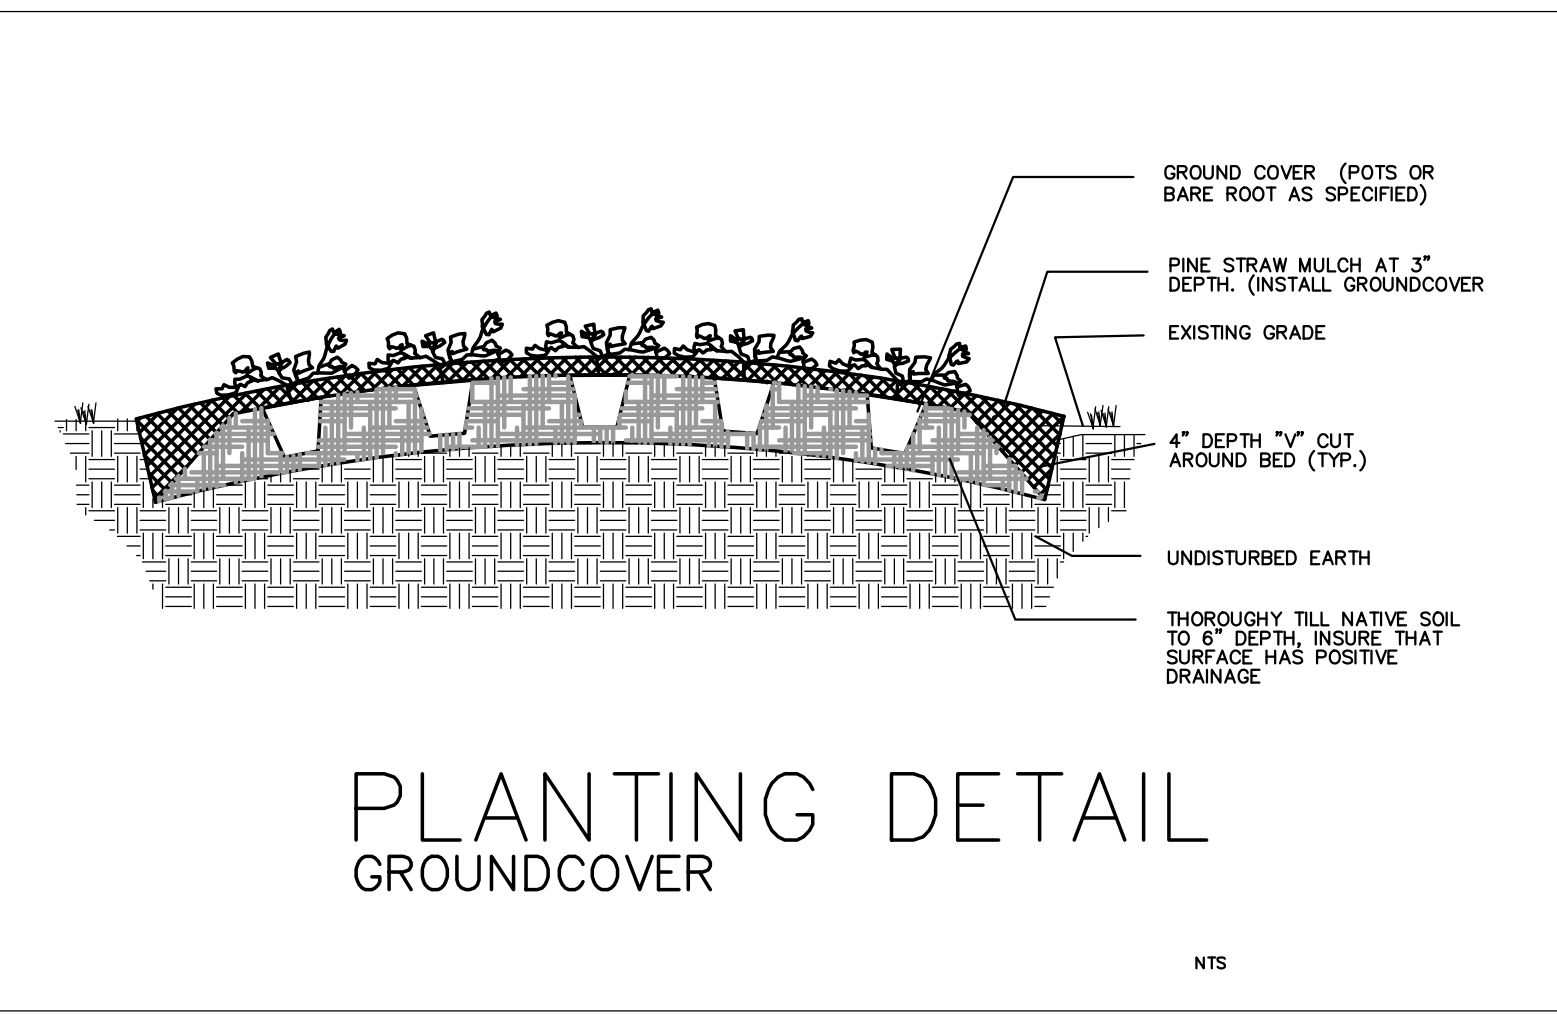 GROUND COVER (POTS OR
BARE ROOT AS SPECIFIED)
PINE STRAW MULCH AT 3"
DEPTH. (INSTALL GROUNDCOVER
EXISTING GRADE
4" DEPTH "V" CUT
AROUND BED (TYP.)
UNDISTURBED EARTH
THOROUGHY TILL NATIVE SOIL
TO 6" DEPTH, INSURE THAT
SURFACE HAS POSITIVE
DRAINAGE
PLANTING DETAIL
GROUNDCOVER
NTS